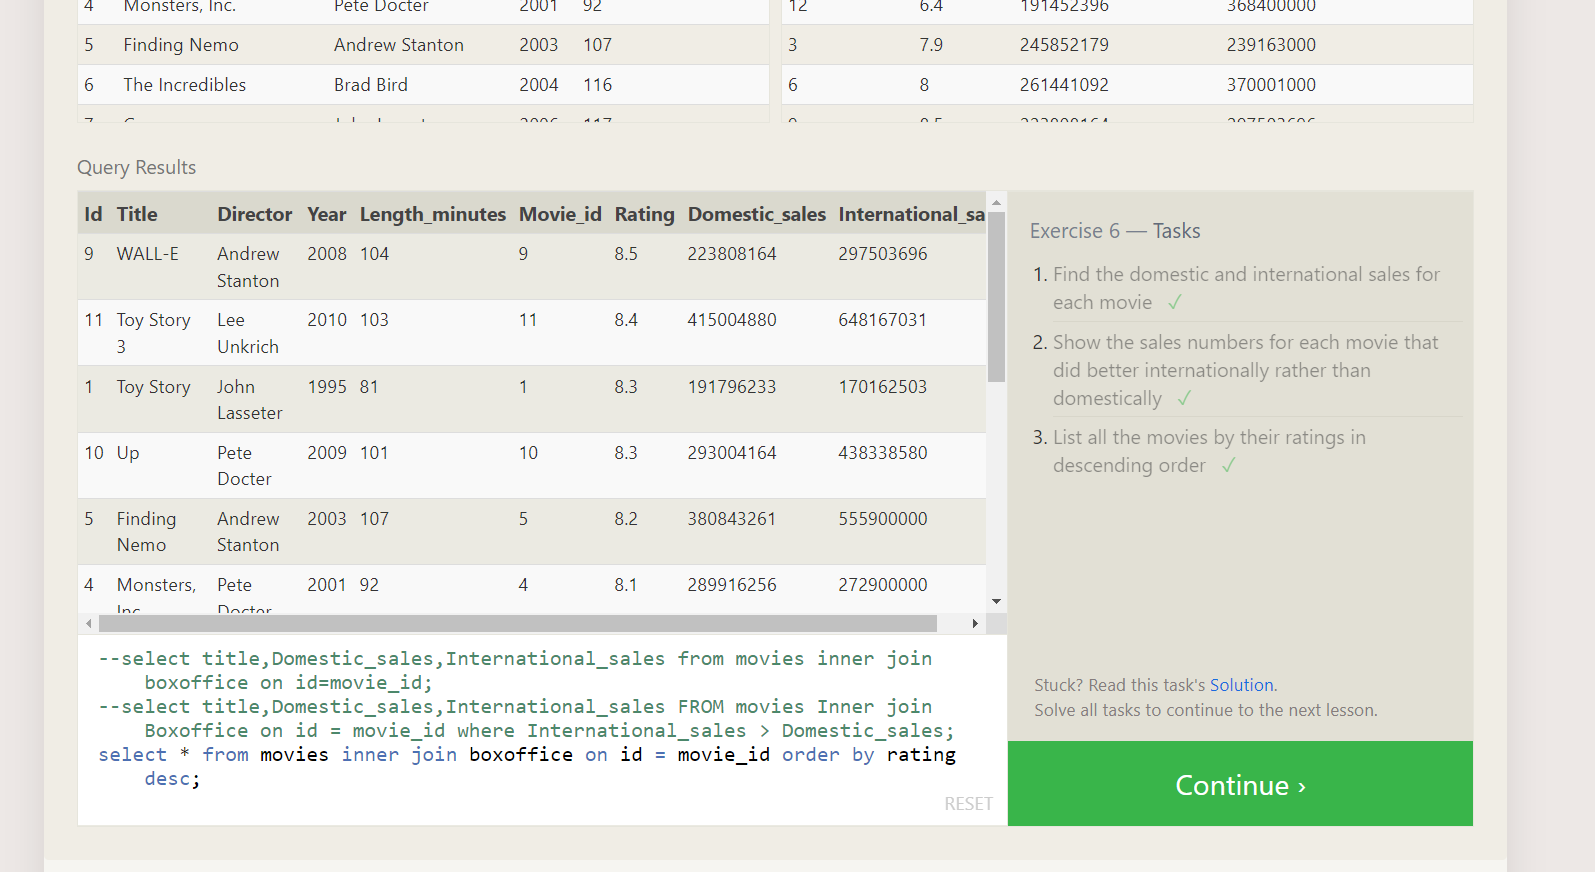 4 Monsters, Inc. Pete Docter 2001 92 12 6.4 191452396 368400000
5 Finding Nemo Andrew Stanton 2003 107 3 7.9 245852179 239163000
6 The Incredibles Brad Bird 2004 116 6 8 261441092 370001000
Query Results
Id Title Director Year Length_minutes Movie_id Rating Domestic_sales International_sa
9 WALL-E Andrew 2008 104 9 8.5 223808164 297503696
Stanton
11 Toy Story Lee 2010 103 11 8.4 415004880 648167031
3 Unkrich
1 Toy Story John 1995 81 1 8.3 191796233 170162503
Lasseter
10 Up Pete 2009 101 10 8.3 293004164 438338580
Docter
5 Finding Andrew 2003 107 5 8.2 380843261 555900000
Nemo Stanton
4 Monsters, Pete 2001 92 4 8.1 289916256 272900000
Inc. Docter
--select title,Domestic_sales,International_sales from movies inner join
boxoffice on id=movie_id;
--select title,Domestic_sales,International_sales FROM movies Inner join
Boxoffice on id = movie_id where International_sales > Domestic_sales;
select * from movies inner join boxoffice on id = movie_id order by rating
desc;
RESET
Exercise 6 — Tasks
1. Find the domestic and international sales for
each movie ✓
2. Show the sales numbers for each movie that
did better internationally rather than
domestically ✓
3. List all the movies by their ratings in
descending order ✓
Stuck? Read this task's Solution.
Solve all tasks to continue to the next lesson.
Continue ›